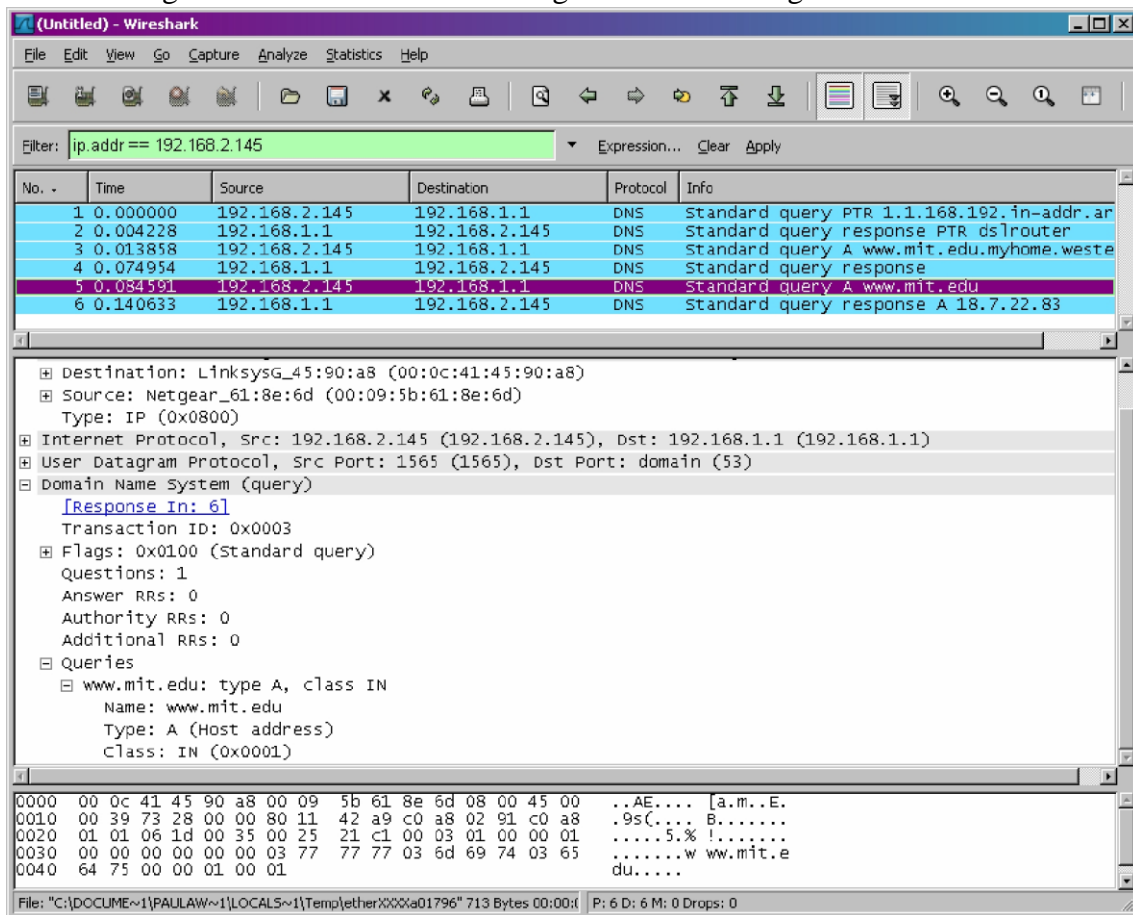 (Untitled) - Wireshark
File Edit View Go Capture Analyze Statistics Help
Filter: ip.addr == 192.168.2.145 Expression... Clear Apply
No. - Time Source Destination Protocol Info
1 0.000000 192.168.2.145 192.168.1.1 DNS Standard query PTR 1.1.168.192.in-addr.ar
2 0.004228 192.168.1.1 192.168.2.145 DNS Standard query response PTR dslrouter
3 0.013858 192.168.2.145 192.168.1.1 DNS Standard query A www.mit.edu.myhome.weste
4 0.074954 192.168.1.1 192.168.2.145 DNS Standard query response
5 0.084591 192.168.2.145 192.168.1.1 DNS Standard query A www.mit.edu
6 0.140633 192.168.1.1 192.168.2.145 DNS Standard query response A 18.7.22.83
Destination: LinksysG_45:90:a8 (00:0c:41:45:90:a8)
Source: Netgear_61:8e:6d (00:09:5b:61:8e:6d)
Type: IP (0x0800)
Internet Protocol, Src: 192.168.2.145 (192.168.2.145), Dst: 192.168.1.1 (192.168.1.1)
User Datagram Protocol, Src Port: 1565 (1565), Dst Port: domain (53)
Domain Name System (query)
[Response In: 6]
Transaction ID: 0x0003
Flags: 0x0100 (Standard query)
Questions: 1
Answer RRs: 0
Authority RRs: 0
Additional RRs: 0
Queries
www.mit.edu: type A, class IN
Name: www.mit.edu
Type: A (Host address)
Class: IN (0x0001)
0000 00 0c 41 45 90 a8 00 09 5b 61 8e 6d 08 00 45 00 ..AE.... [a.m..E.
0010 00 39 73 28 00 00 80 11 42 a9 c0 a8 02 91 c0 a8 .9s(.... B.......
0020 01 01 06 1d 00 35 00 25 21 c1 00 03 01 00 00 01 .....5.% !.......
0030 00 00 00 00 00 00 03 77 77 77 03 6d 69 74 03 65 .......w ww.mit.e
0040 64 75 00 00 01 00 01 du.....
File: "C:\DOCUME~1\PAULAW~1\LOCALS~1\Temp\etherXXXXa01796" 713 Bytes 00:00:( P: 6 D: 6 M: 0 Drops: 0